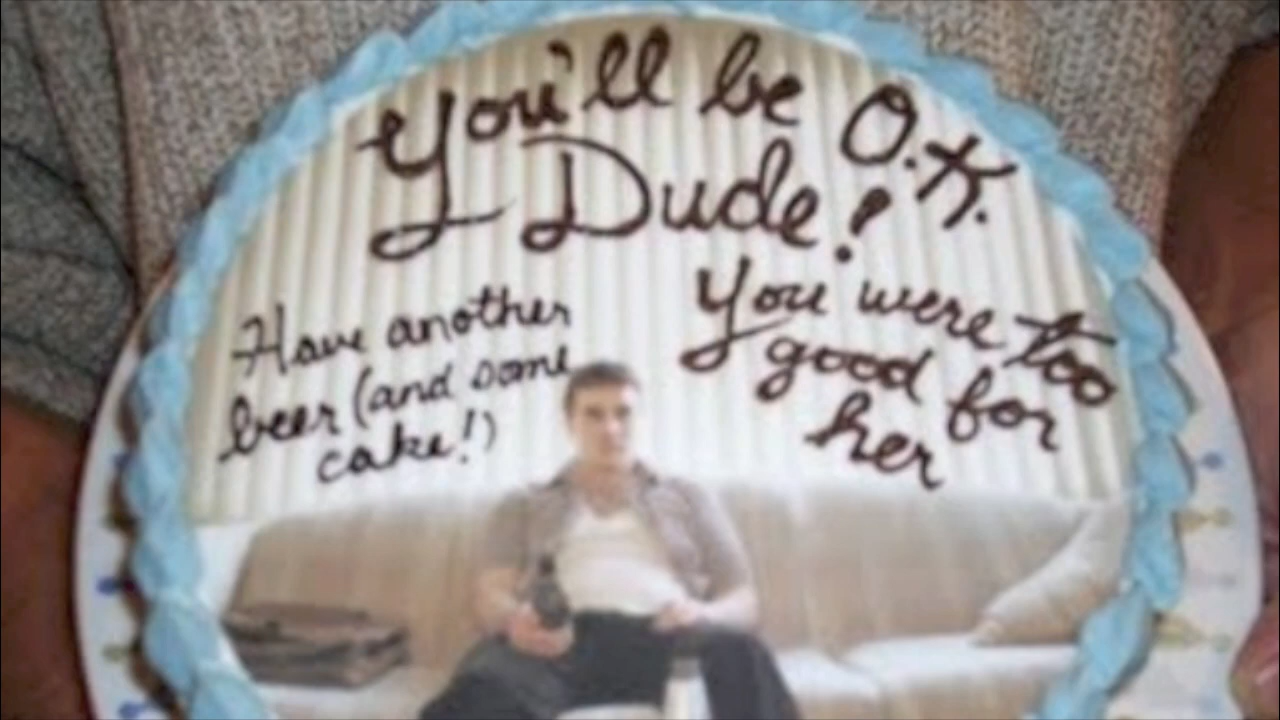 You'll be O.K.
Dude!
Have another
beer (and some
cake!)
You were too
good for
her